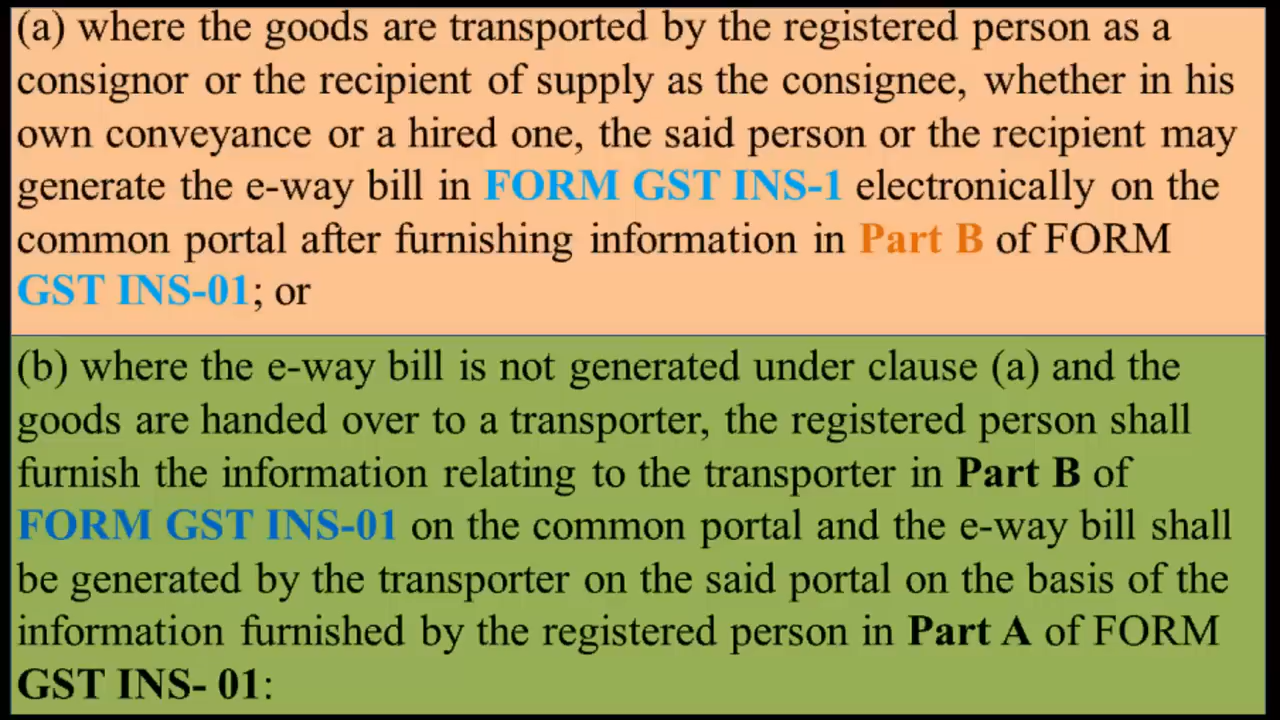 (a) where the goods are transported by the registered person as a
consignor or the recipient of supply as the consignee, whether in his
own conveyance or a hired one, the said person or the recipient may
generate the e-way bill in FORM GST INS-1 electronically on the
common portal after furnishing information in Part B of FORM
GST INS-01; or
(b) where the e-way bill is not generated under clause (a) and the
goods are handed over to a transporter, the registered person shall
furnish the information relating to the transporter in Part B of
FORM GST INS-01 on the common portal and the e-way bill shall
be generated by the transporter on the said portal on the basis of the
information furnished by the registered person in Part A of FORM
GST INS- 01: